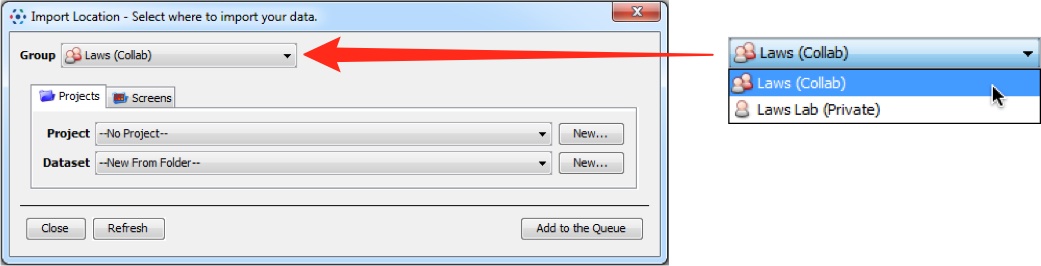 Import Location - Select where to import your data.
Group Laws (Collab)
Projects Screens
Project --No Project-- New...
Dataset --New From Folder-- New...
Close Refresh Add to the Queue
Laws (Collab)
Laws (Collab)
Laws Lab (Private)